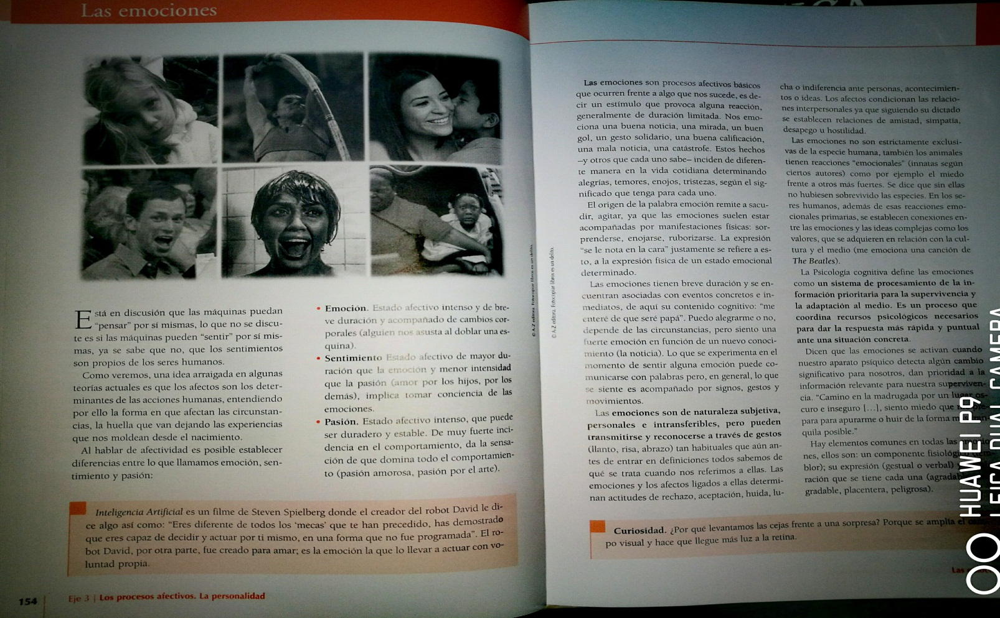 Las emociones
Está en discusión que las máquinas puedan
“pensar” por sí mismas, lo que no se discu-
te es si las máquinas pueden “sentir” por sí mis-
mas, ya se sabe que no, que los sentimientos
son propios de los seres humanos.
Como veremos, una idea arraigada en algunas
teorías actuales es que los afectos son los deter-
minantes de las acciones humanas, entendiendo
por ello la forma en que afectan las circunstan-
cias, la huella que van dejando las experiencias
que nos moldean desde el nacimiento.
Al hablar de afectividad es posible establecer
diferencias entre lo que llamamos emoción, sen-
timiento y pasión:
• Emoción. Estado afectivo intenso y de bre-
ve duración y acompañado de cambios cor-
porales (alguien nos asusta al doblar una es-
quina).
• Sentimiento Estado afectivo de mayor du-
ración que la emoción y menor intensidad
que la pasión (amor por los hijos, por los
demás), implica tomar conciencia de las
emociones.
• Pasión. Estado afectivo intenso, que puede
ser duradero y estable. De muy fuerte inci-
dencia en el comportamiento, da la sensa-
ción de que domina todo el comportamien-
to (pasión amorosa, pasión por el arte).
Inteligencia Artificial es un filme de Steven Spielberg donde el creador del robot David le di-
ce algo así como: “Eres diferente de todos los ‘mecas’ que te han precedido, has demostrado
que eres capaz de decidir y actuar por ti mismo, en una forma que no fue programada”. El ro-
bot David, por otra parte, fue creado para amar; es la emoción la que lo llevar a actuar con vo-
luntad propia.
154
Eje 3 | Los procesos afectivos. La personalidad
© A-Z editora. Fotocopiar libros es un delito.
© A-Z editora. Fotocopiar libros es un delito.
Las emociones son procesos afectivos básicos
que ocurren frente a algo que nos sucede, es de-
cir un estímulo que provoca alguna reacción,
generalmente de duración limitada. Nos emo-
ciona una buena noticia, una mirada, un buen
gol, un gesto solidario, una buena calificación,
una mala noticia, una catástrofe. Estos hechos
–y otros que cada uno sabe– inciden de diferen-
te manera en la vida cotidiana determinando
alegrías, temores, enojos, tristezas, según el sig-
nificado que tenga para cada uno.
El origen de la palabra emoción remite a sacu-
dir, agitar, ya que las emociones suelen estar
acompañadas por manifestaciones físicas: sor-
prenderse, enojarse, ruborizarse. La expresión
“se le nota en la cara” justamente se refiere a es-
to, a la expresión física de un estado emocional
determinado.
Las emociones tienen breve duración y se en-
cuentran asociadas con eventos concretos e in-
mediatos, de aquí su contenido cognitivo: “me
enteré de que seré papá”. Puedo alegrarme o no,
depende de las circunstancias, pero siento una
fuerte emoción en función de un nuevo conoci-
miento (la noticia). Lo que se experimenta en el
momento de sentir alguna emoción puede co-
municarse con palabras pero, en general, lo que
se siente es acompañado por signos, gestos y
movimientos.
Las emociones son de naturaleza subjetiva,
personales e intransferibles, pero pueden
transmitirse y reconocerse a través de gestos
(llanto, risa, abrazo) tan habituales que aún an-
tes de entrar en definiciones todos sabemos de
qué se trata cuando nos referimos a ellas. Las
emociones y los afectos ligados a ellas determi-
nan actitudes de rechazo, aceptación, huida, lu-
cha o indiferencia ante personas, acontecimien-
tos o ideas. Los afectos condicionan las relacio-
nes interpersonales ya que siguiendo su dictado
se establecen relaciones de amistad, simpatía,
desapego u hostilidad.
Las emociones no son estrictamente exclusi-
vas de la especie humana, también los animales
tienen reacciones “emocionales” (innatas según
ciertos autores) como por ejemplo el miedo
frente a otros más fuertes. Se dice que sin ellas
no hubiesen sobrevivido las especies. En los se-
res humanos, además de esas reacciones emo-
cionales primarias, se establecen conexiones en-
tre las emociones y las ideas complejas como los
valores, que se adquieren en relación con la cul-
tura y el medio (me emociona una canción de
The Beatles).
La Psicología cognitiva define las emociones
como un sistema de procesamiento de la in-
formación prioritaria para la supervivencia y
la adaptación al medio. Es un proceso que
coordina recursos psicológicos necesarios
para dar la respuesta más rápida y puntual
ante una situación concreta.
Dicen que las emociones se activan cuando
nuestro aparato psíquico detecta algún cambio
significativo para nosotros, dan prioridad a la
información relevante para nuestra superviven-
cia. “Camino en la madrugada por un lugar os-
curo e inseguro [...], siento miedo que
para para apurarme o huir de la forma
quila posible.”
Hay elementos comunes en todas las
nes, ellos son: un componente
blor); su expresión (gestual o verbal)
ración que se tiene cada una
gradable, placentera, peligrosa).
Curiosidad. ¿Por qué levantamos las cejas frente a una sorpresa? Porque se amplía el
po visual y hace que llegue más luz a la retina.
Las
HUAWEI P9
LEICA DUAL CAMERA